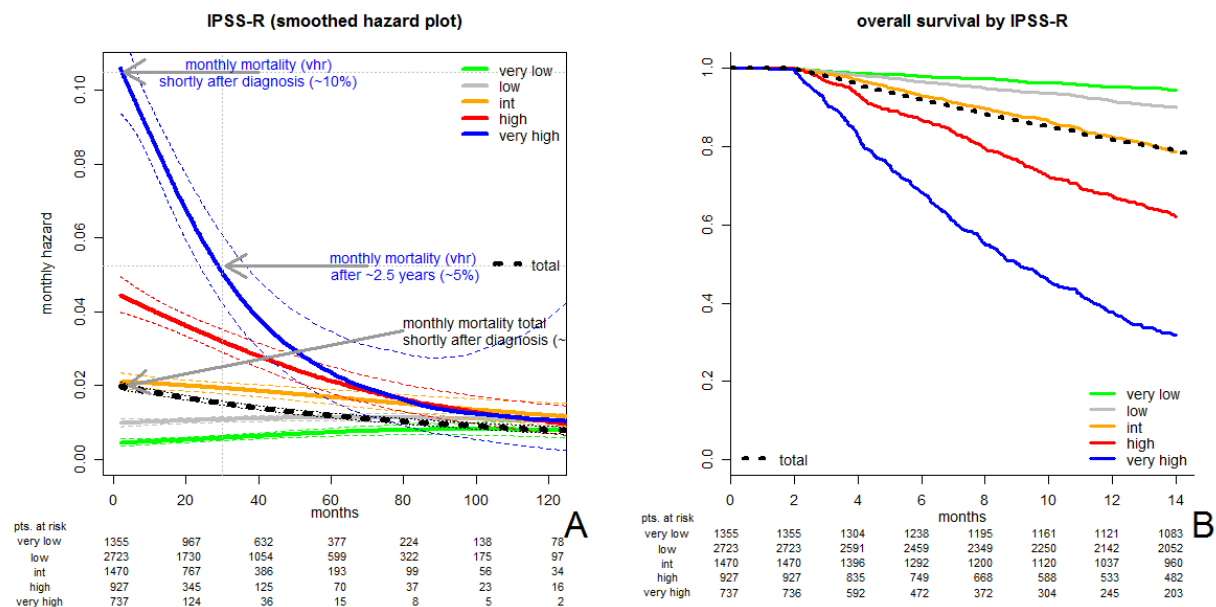 IPSS-R (smoothed hazard plot)
monthly hazard
0.10
0.08
0.06
0.04
0.02
0.00
monthly mortality (vhr)
shortly after diagnosis (~10%)
very low
low
int
high
very high
monthly mortality (vhr)
after ~2.5 years (~5%)
total
monthly mortality total
shortly after diagnosis (~
0 20 40 60 80 100 120
months
A
pts. at risk
very low 1355 967 632 377 224 138 78
low 2723 1730 1054 599 322 175 97
int 1470 767 386 193 99 56 34
high 927 345 125 70 37 23 16
very high 737 124 36 15 8 5 2
overall survival by IPSS-R
1.0
0.8
0.6
0.4
0.2
0.0
very low
low
int
high
very high
total
0 2 4 6 8 10 12 14
months
B
pts. at risk
very low 1355 1355 1304 1238 1195 1161 1121 1083
low 2723 2723 2591 2459 2349 2250 2142 2052
int 1470 1470 1396 1292 1200 1120 1037 960
high 927 927 835 749 668 588 533 482
very high 737 736 592 472 372 304 245 203